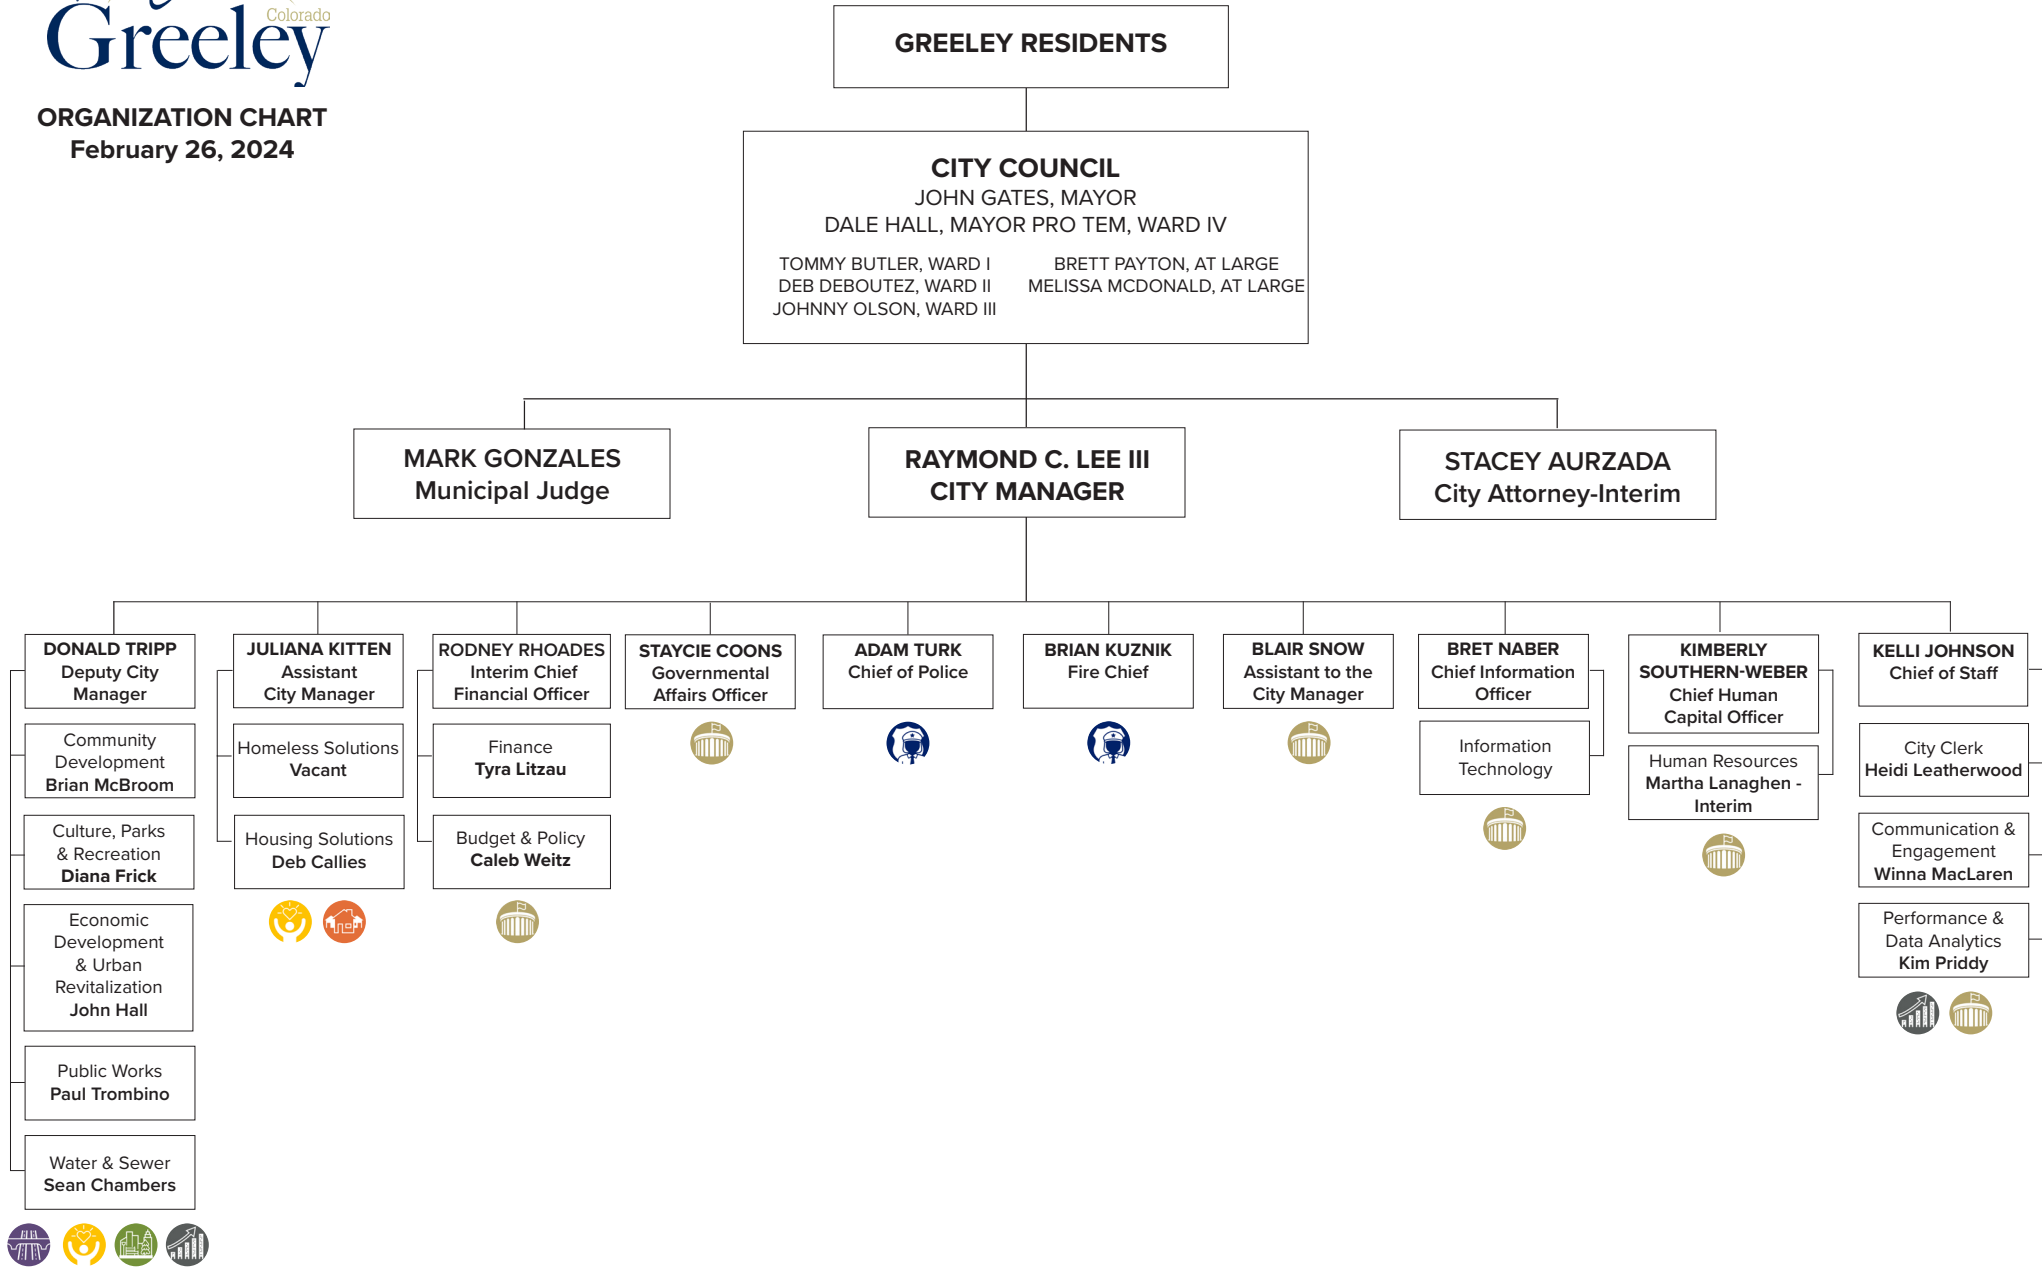 Colorado
Greeley
ORGANIZATION CHART
February 26, 2024
GREELEY RESIDENTS
CITY COUNCIL
JOHN GATES, MAYOR
DALE HALL, MAYOR PRO TEM, WARD IV
TOMMY BUTLER, WARD I
DEB DEBOUTEZ, WARD II
JOHNNY OLSON, WARD III
BRETT PAYTON, AT LARGE
MELISSA MCDONALD, AT LARGE
MARK GONZALES
Municipal Judge
RAYMOND C. LEE III
CITY MANAGER
STACEY AURZADA
City Attorney-Interim
DONALD TRIPP
Deputy City
Manager
Community
Development
Brian McBroom
Culture, Parks
& Recreation
Diana Frick
Economic
Development
& Urban
Revitalization
John Hall
Public Works
Paul Trombino
Water & Sewer
Sean Chambers
JULIANA KITTEN
Assistant
City Manager
Homeless Solutions
Vacant
Housing Solutions
Deb Callies
RODNEY RHOADES
Interim Chief
Financial Officer
Finance
Tyra Litzau
Budget & Policy
Caleb Weitz
STAYCIE COONS
Governmental
Affairs Officer
ADAM TURK
Chief of Police
BRIAN KUZNIK
Fire Chief
BLAIR SNOW
Assistant to the
City Manager
BRET NABER
Chief Information
Officer
Information
Technology
KIMBERLY
SOUTHERN-WEBER
Chief Human
Capital Officer
Human Resources
Martha Lanaghen -
Interim
KELLI JOHNSON
Chief of Staff
City Clerk
Heidi Leatherwood
Communication &
Engagement
Winna MacLaren
Performance &
Data Analytics
Kim Priddy